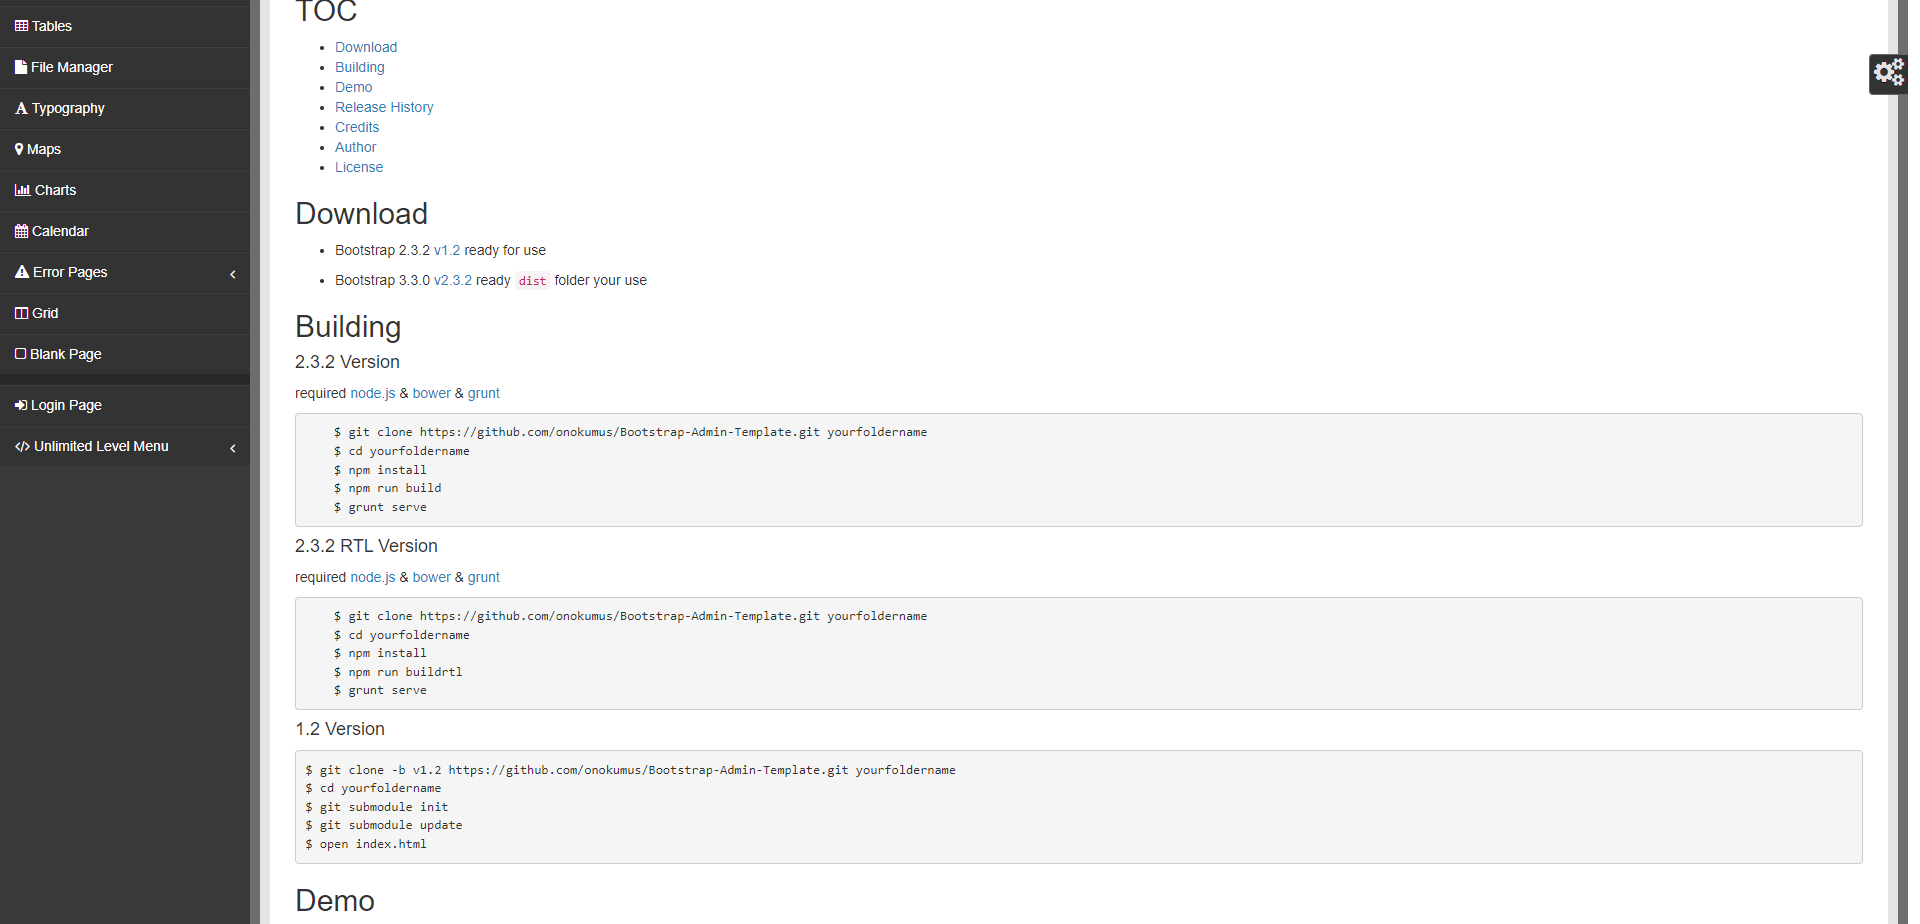 Tables
File Manager
Typography
Maps
Charts
Calendar
Error Pages
Grid
Blank Page
Login Page
Unlimited Level Menu
TOC
Download
Building
Demo
Release History
Credits
Author
License
Download
Bootstrap 2.3.2 v1.2 ready for use
Bootstrap 3.3.0 v2.3.2 ready dist folder your use
Building
2.3.2 Version
required node.js & bower & grunt
$ git clone https://github.com/onokumus/Bootstrap-Admin-Template.git yourfoldername
$ cd yourfoldername
$ npm install
$ npm run build
$ grunt serve
2.3.2 RTL Version
required node.js & bower & grunt
$ git clone https://github.com/onokumus/Bootstrap-Admin-Template.git yourfoldername
$ cd yourfoldername
$ npm install
$ npm run buildrtl
$ grunt serve
1.2 Version
$ git clone -b v1.2 https://github.com/onokumus/Bootstrap-Admin-Template.git yourfoldername
$ cd yourfoldername
$ git submodule init
$ git submodule update
$ open index.html
Demo